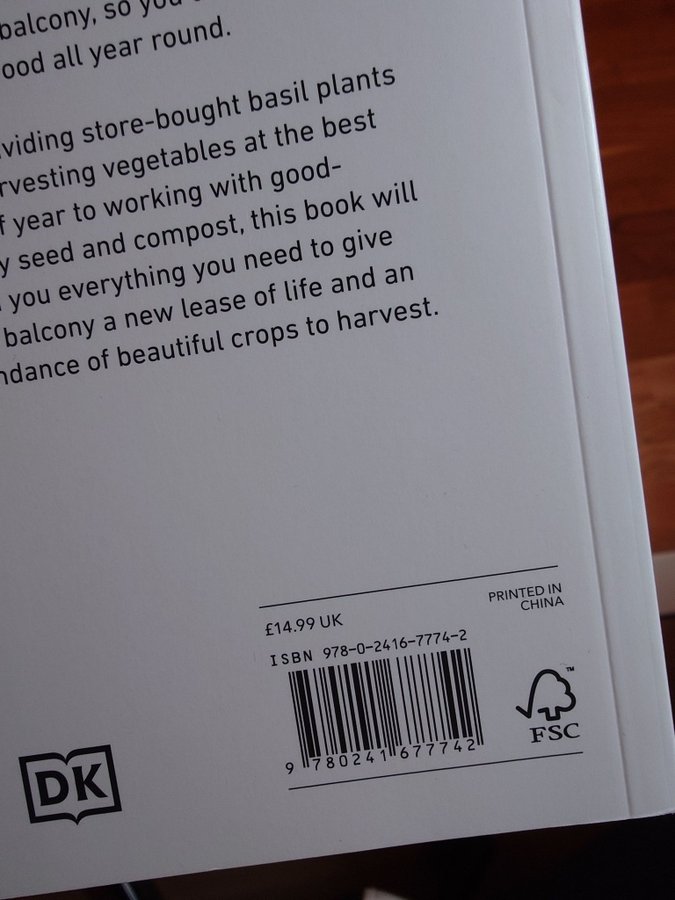 balcony, so you
ood all year round.
viding store-bought basil plants
rvesting vegetables at the best
f year to working with good-
y seed and compost, this book will
you everything you need to give
balcony a new lease of life and an
ndance of beautiful crops to harvest.
PRINTED IN
CHINA
£14.99 UK
ISBN 978-0-2416-7774-2
9 780241 677742
™
FSC
DK